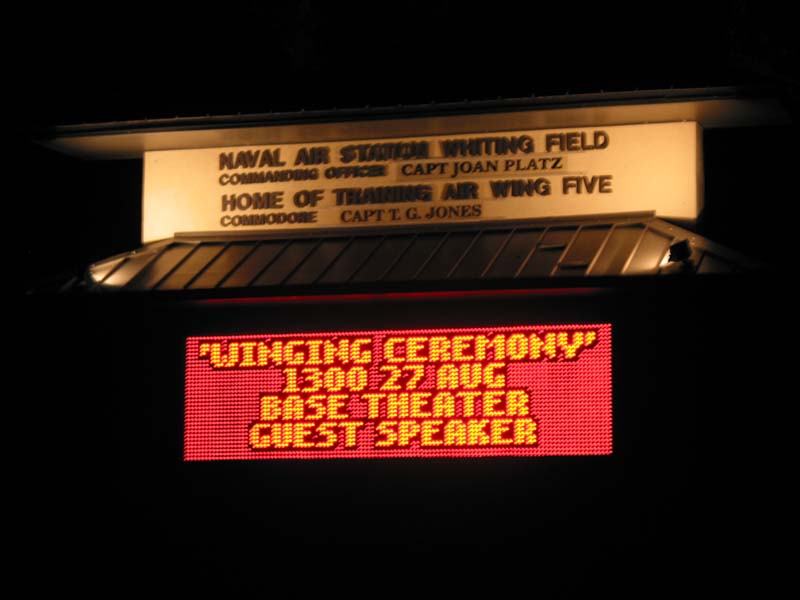 NAVAL AIR STATION WHITING FIELD
COMMANDING OFFICER CAPT JOAN PLATZ
HOME OF TRAINING AIR WING FIVE
COMMODORE CAPT T. G. JONES
'WINGING CEREMONY'
1300 27 AUG
BASE THEATER
GUEST SPEAKER